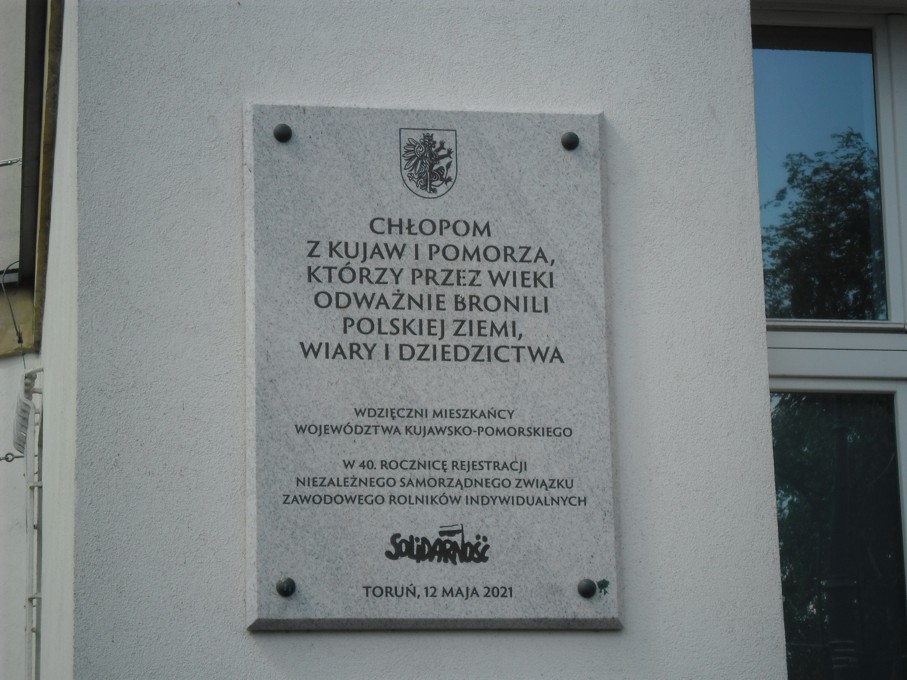 CHŁOPOM
Z KUJAW I POMORZA,
KTÓRZY PRZEZ WIEKI
ODWAŻNIE BRONILI
POLSKIEJ ZIEMI,
WIARY I DZIEDZICTWA
WDZIĘCZNI MIESZKAŃCY
WOJEWÓDZTWA KUJAWSKO-POMORSKIEGO
W 40. ROCZNICĘ REJESTRACJI
NIEZALEŻNEGO SAMORZĄDNEGO ZWIĄZKU
ZAWODOWEGO ROLNIKÓW INDYWIDUALNYCH
SOLIDARNOŚĆ
TORUŃ, 12 MAJA 2021